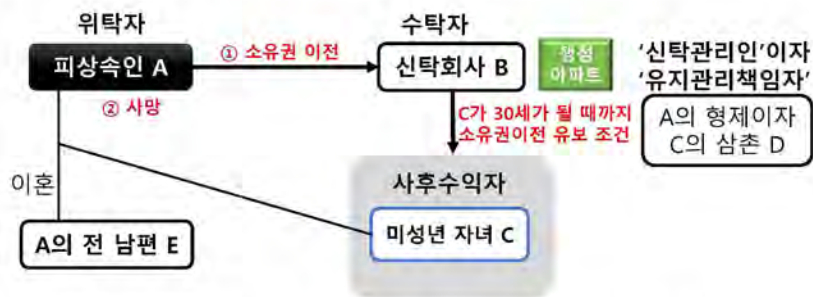 위탁자
수탁자
피상속인 A
① 소유권 이전
신탁회사 B
쟁점
아파트
'신탁관리인'이자
'유지관리책임자'
② 사망
C가 30세가 될 때까지
소유권이전 유보 조건
A의 형제이자
C의 삼촌 D
이혼
사후수익자
A의 전 남편 E
미성년 자녀 C